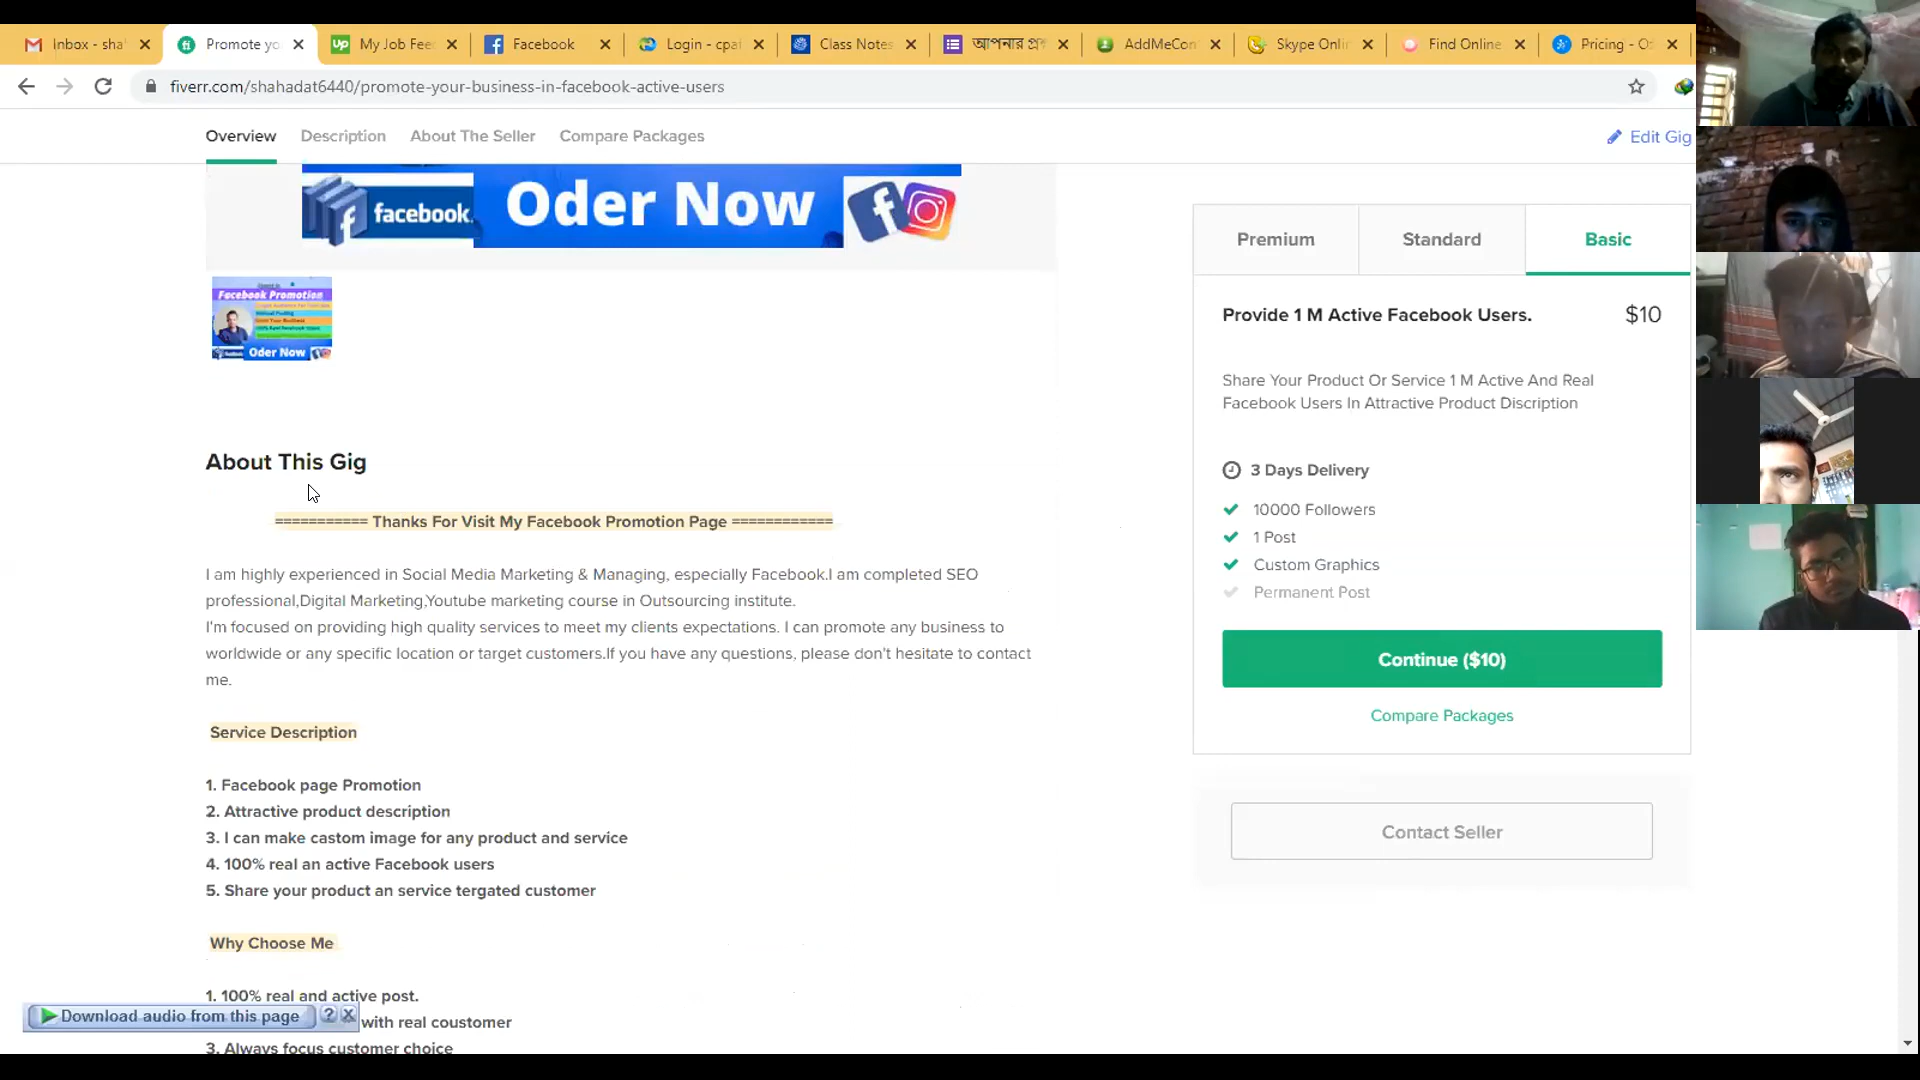 Inbox - sha
Promote yo
Up My Job Fee
Facebook
Login - cpai
Class Notes
আপনার প্রশ
AddMeCon
Skype Onli
Find Online
Pricing - O
fiverr.com/shahadat6440/promote-your-business-in-facebook-active-users
Overview
Description
About The Seller
Compare Packages
Edit Gig
facebook.
Oder Now
Facebook Promotion
Oder Now
Premium
Standard
Basic
Provide 1 M Active Facebook Users.
$10
Share Your Product Or Service 1 M Active And Real
Facebook Users In Attractive Product Discription
3 Days Delivery
10000 Followers
1 Post
Custom Graphics
Permanent Post
Continue ($10)
Compare Packages
Contact Seller
About This Gig
=========== Thanks For Visit My Facebook Promotion Page ============
I am highly experienced in Social Media Marketing & Managing, especially Facebook.I am completed SEO
professional,Digital Marketing,Youtube marketing course in Outsourcing institute.
I'm focused on providing high quality services to meet my clients expectations. I can promote any business to
worldwide or any specific location or target customers.If you have any questions, please don't hesitate to contact
me.
Service Description
1. Facebook page Promotion
2. Attractive product description
3. I can make castom image for any product and service
4. 100% real an active Facebook users
5. Share your product an service tergated customer
Why Choose Me
1. 100% real and active post.
with real coustomer
3. Always focus customer choice
Download audio from this page ? X